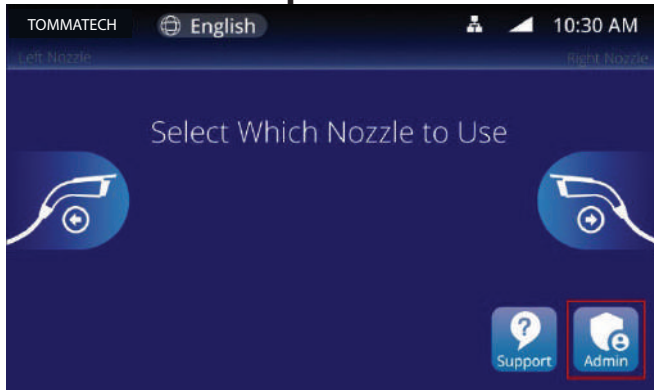 TOMMATECH English 10:30 AM
Left Nozzle Right Nozzle
Select Which Nozzle to Use
Support Admin